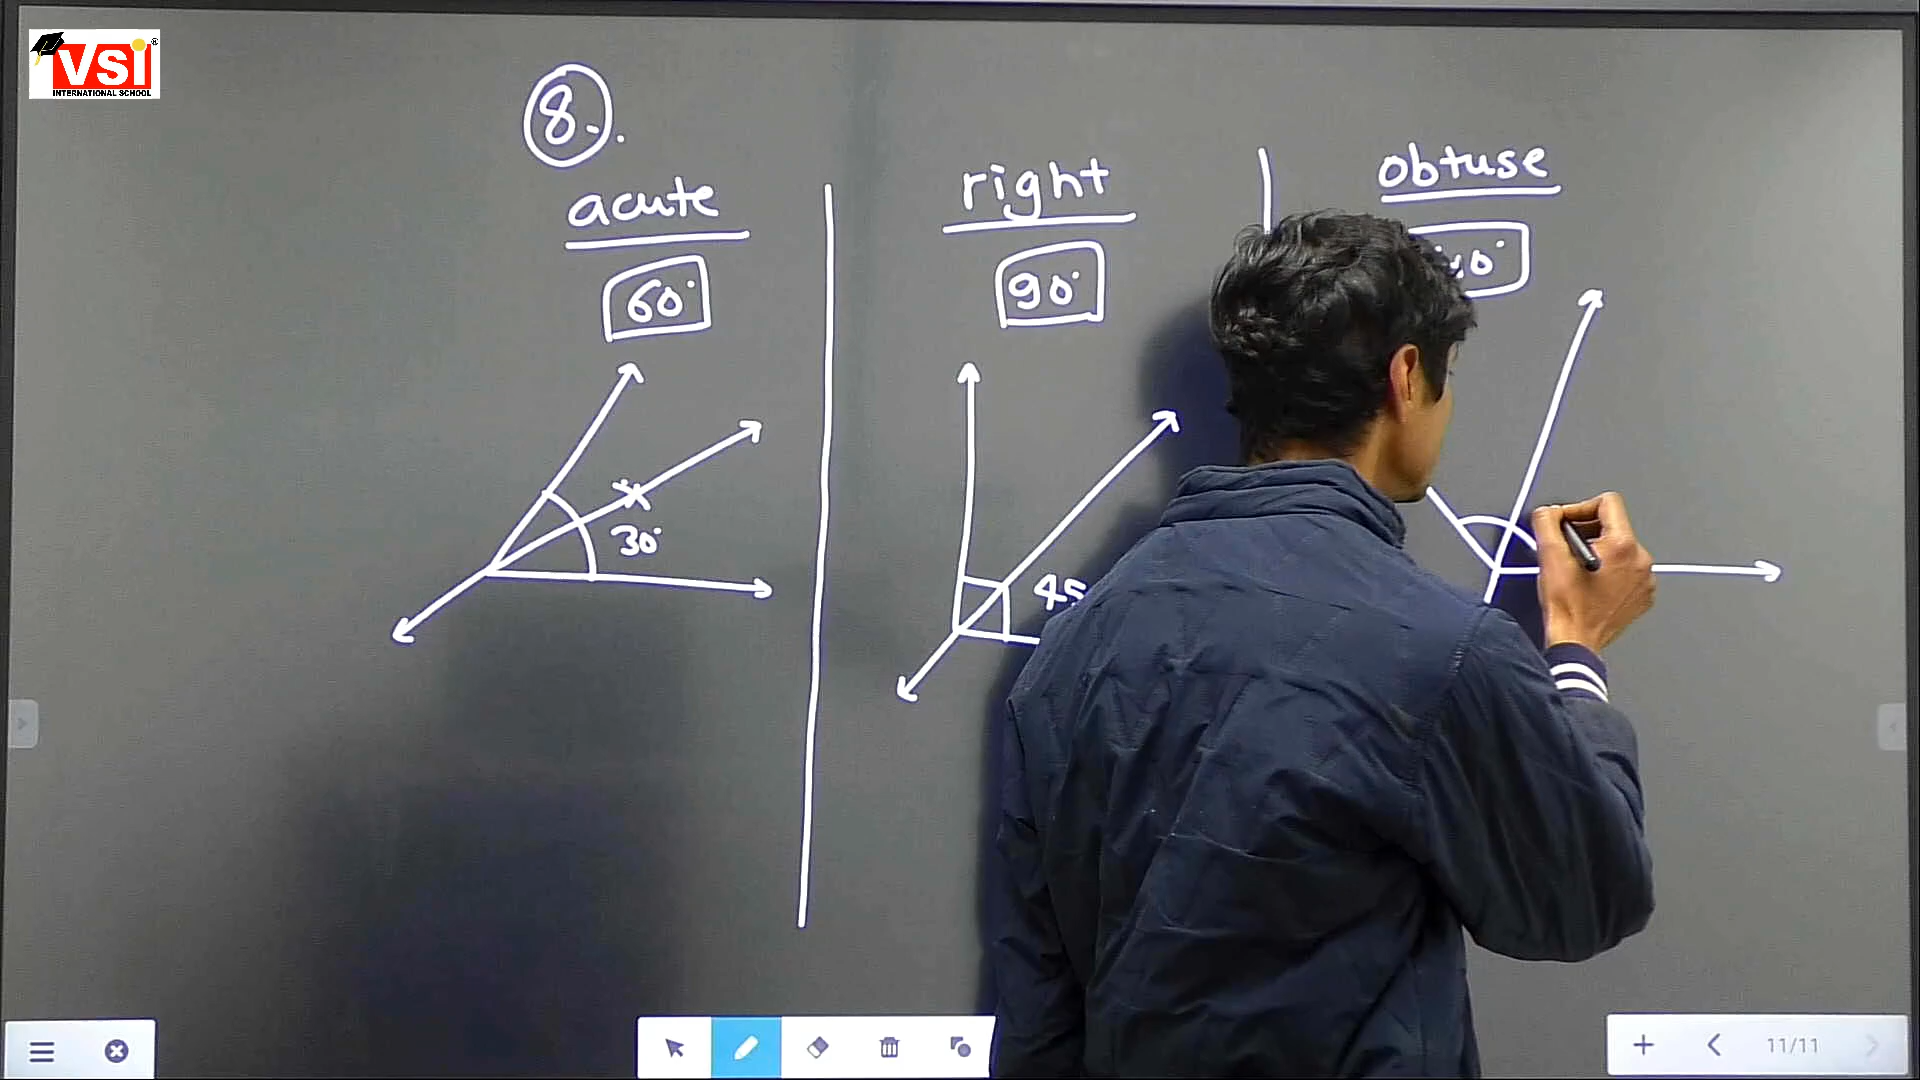 VSI
INTERNATIONAL SCHOOL
8.
acute
60°
30°
right
90°
45
obtuse
11/11